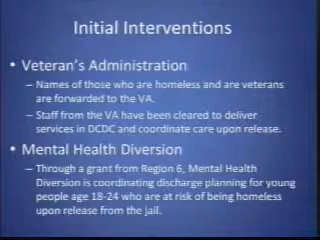 Initial Interventions
• Veteran's Administration
– Names of those who are homeless and are veterans
are forwarded to the VA.
– Staff from the VA have been cleared to deliver
services in DCDC and coordinate care upon release.
• Mental Health Diversion
– Through a grant from Region 6, Mental Health
Diversion is coordinating discharge planning for young
people age 18-24 who are at risk of being homeless
upon release from the jail.